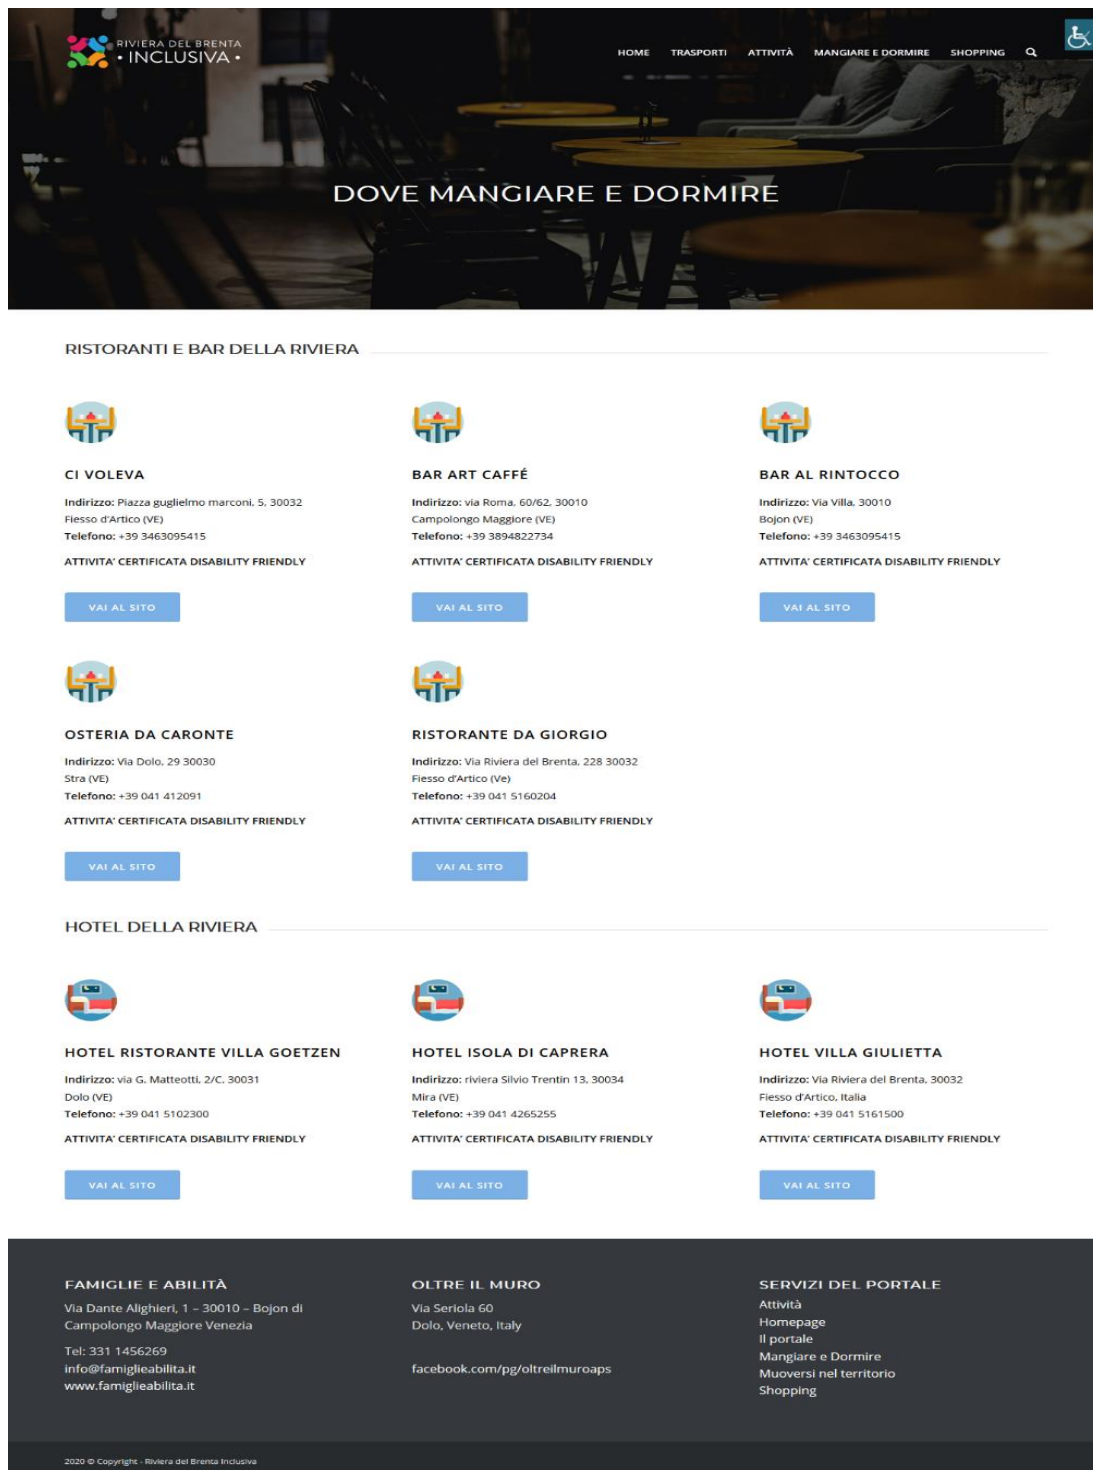 RIVIERA DEL BRENTA
• INCLUSIVA •
HOME TRASPORTI ATTIVITÀ MANGIARE E DORMIRE SHOPPING
DOVE MANGIARE E DORMIRE
RISTORANTI E BAR DELLA RIVIERA
CI VOLEVA
Indirizzo: Piazza guglielmo marconi, 5, 30032
Fiesso d'Artico (VE)
Telefono: +39 3463095415
ATTIVITA' CERTIFICATA DISABILITY FRIENDLY
VAI AL SITO
BAR ART CAFFÉ
Indirizzo: via Roma, 60/62, 30010
Campolongo Maggiore (VE)
Telefono: +39 3894822734
ATTIVITA' CERTIFICATA DISABILITY FRIENDLY
VAI AL SITO
BAR AL RINTOCCO
Indirizzo: Via Villa, 30010
Bojon (VE)
Telefono: +39 3463095415
ATTIVITA' CERTIFICATA DISABILITY FRIENDLY
VAI AL SITO
OSTERIA DA CARONTE
Indirizzo: Via Dolo, 29 30030
Stra (VE)
Telefono: +39 041 412091
ATTIVITA' CERTIFICATA DISABILITY FRIENDLY
VAI AL SITO
RISTORANTE DA GIORGIO
Indirizzo: Via Riviera del Brenta, 228 30032
Fiesso d'Artico (Ve)
Telefono: +39 041 5160204
ATTIVITA' CERTIFICATA DISABILITY FRIENDLY
VAI AL SITO
HOTEL DELLA RIVIERA
HOTEL RISTORANTE VILLA GOETZEN
Indirizzo: via G. Matteotti, 2/C, 30031
Dolo (VE)
Telefono: +39 041 5102300
ATTIVITA' CERTIFICATA DISABILITY FRIENDLY
VAI AL SITO
HOTEL ISOLA DI CAPRERA
Indirizzo: riviera Silvio Trentin 13, 30034
Mira (VE)
Telefono: +39 041 4265255
ATTIVITA' CERTIFICATA DISABILITY FRIENDLY
VAI AL SITO
HOTEL VILLA GIULIETTA
Indirizzo: Via Riviera del Brenta, 30032
Fiesso d'Artico, Italia
Telefono: +39 041 5161500
ATTIVITA' CERTIFICATA DISABILITY FRIENDLY
VAI AL SITO
FAMIGLIE E ABILITÀ
Via Dante Alighieri, 1 – 30010 – Bojon di
Campolongo Maggiore Venezia
Tel: 331 1456269
info@famiglieabilita.it
www.famiglieabilita.it
OLTRE IL MURO
Via Seriola 60
Dolo, Veneto, Italy
facebook.com/pg/oltreilmuroaps
SERVIZI DEL PORTALE
Attività
Homepage
Il portale
Mangiare e Dormire
Muoversi nel territorio
Shopping
2020 © Copyright - Riviera del Brenta Inclusiva